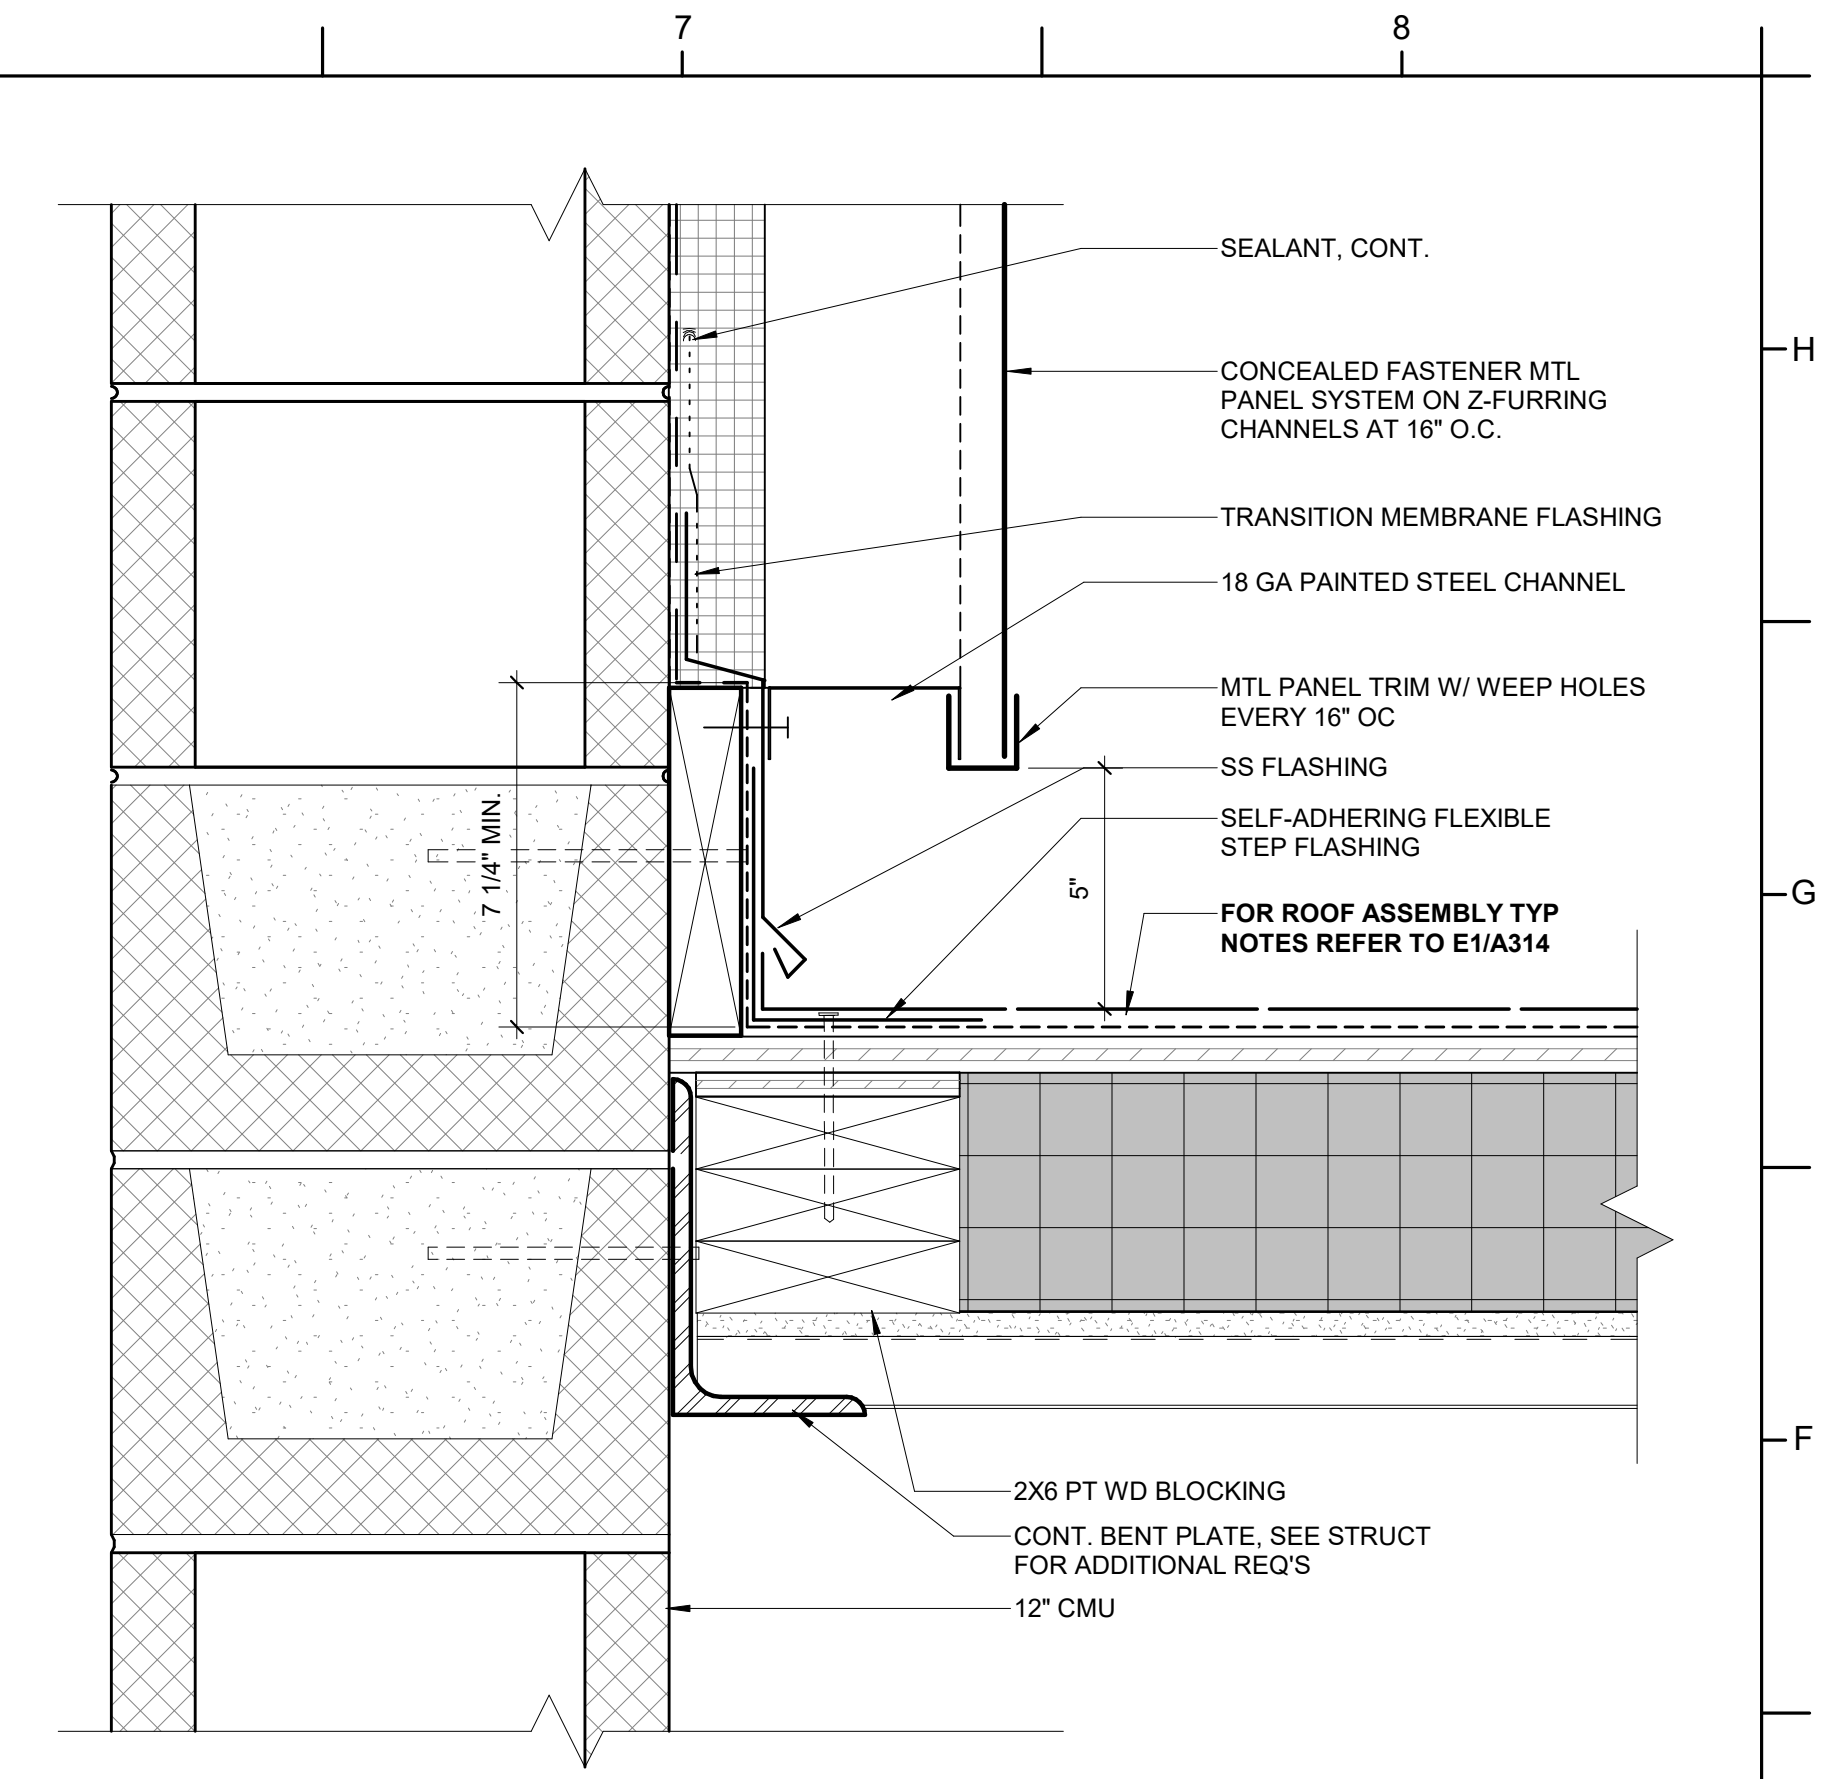 7
8
SEALANT, CONT.
H
CONCEALED FASTENER MTL
PANEL SYSTEM ON Z-FURRING
CHANNELS AT 16" O.C.
TRANSITION MEMBRANE FLASHING
18 GA PAINTED STEEL CHANNEL
MTL PANEL TRIM W/ WEEP HOLES
EVERY 16" OC
SS FLASHING
SELF-ADHERING FLEXIBLE
STEP FLASHING
7 1/4" MIN.
5"
G
FOR ROOF ASSEMBLY TYP
NOTES REFER TO E1/A314
F
2X6 PT WD BLOCKING
CONT. BENT PLATE, SEE STRUCT
FOR ADDITIONAL REQ'S
12" CMU